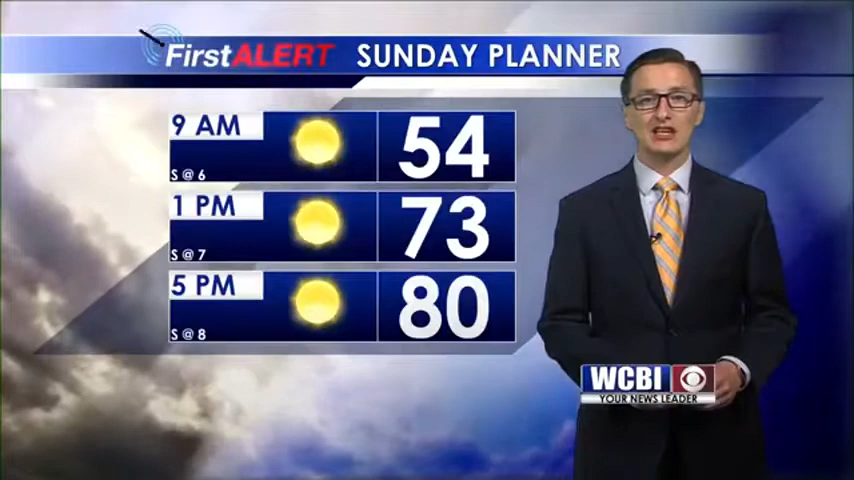 FirstALERT SUNDAY PLANNER
9 AM
S @ 6
54
1 PM
S @ 7
73
5 PM
S @ 8
80
WCBI
YOUR NEWS LEADER